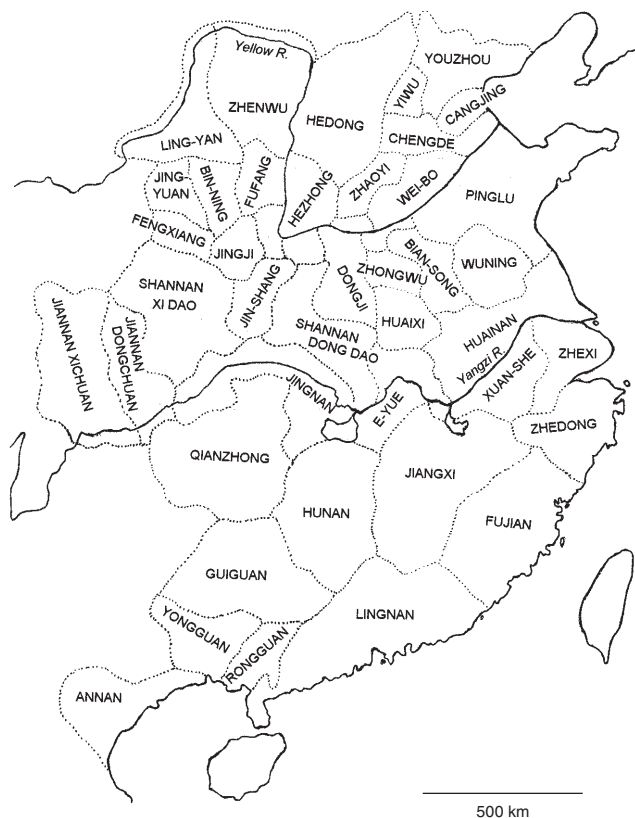 Yellow R.
YOUZHOU
YIWU
CANGJING
ZHENWU
HEDONG
CHENGDE
LING-YAN
ZHAOYI
WEI-BO
JING-
YUAN
BIN-NING
FUFANG
HEZHONG
PINGLU
FENGXIANG
JINGJI
BIAN-SONG
WUNING
ZHONGWU
DONGJI
SHANNAN
XI DAO
JIN-SHANG
HUAIXI
HUAINAN
SHANNAN
DONG DAO
JIANNAN XICHUAN
JIANNAN
DONGCHUAN
Yangzi R.
XUAN-SHE
ZHEXI
JINGNAN
E-YUE
ZHEDONG
QIANZHONG
JIANGXI
HUNAN
FUJIAN
GUIGUAN
LINGNAN
YONGGUAN
RONGGUAN
ANNAN
500 km